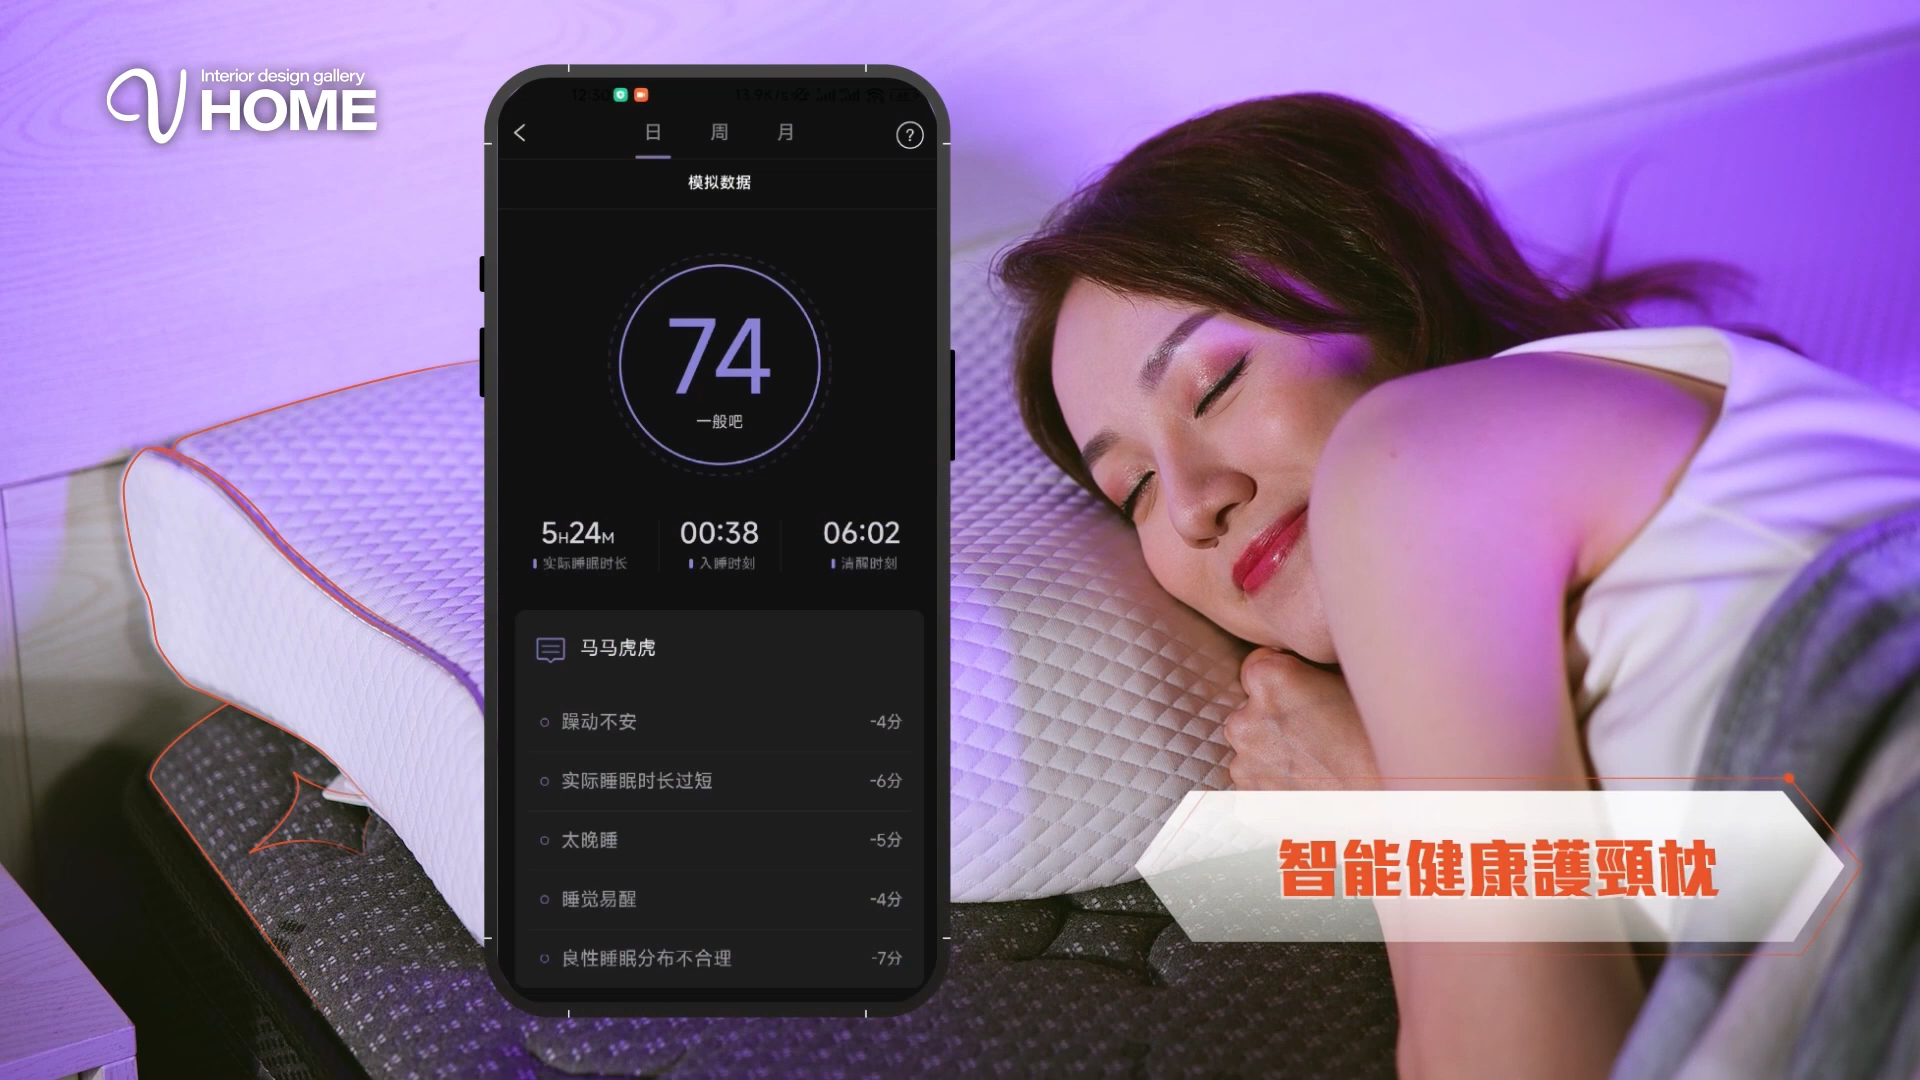 Interior design gallery
V HOME
12:30 13.9K/s
日 周 月 ?
模拟数据
74
一般吧
5H24M 00:38 06:02
实际睡眠时长 入睡时刻 清醒时刻
马马虎虎
躁动不安 -4分
实际睡眠时长过短 -6分
太晚睡 -5分
睡觉易醒 -4分
良性睡眠分布不合理 -7分
智能健康護頸枕